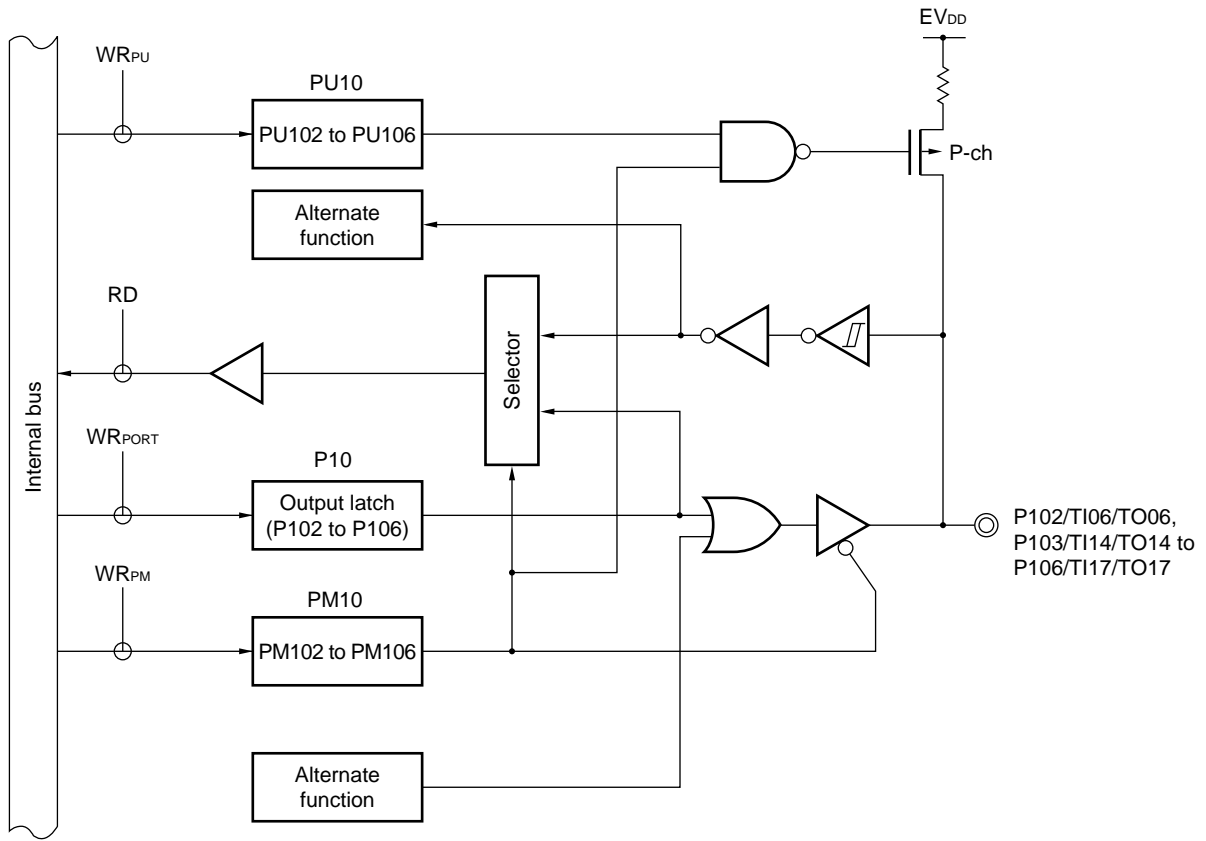 EVDD
WRPU
PU10
PU102 to PU106
P-ch
Alternate
function
RD
Selector
Internal bus
WRPORT
P10
Output latch
(P102 to P106)
P102/TI06/TO06,
P103/TI14/TO14 to
P106/TI17/TO17
WRPM
PM10
PM102 to PM106
Alternate
function